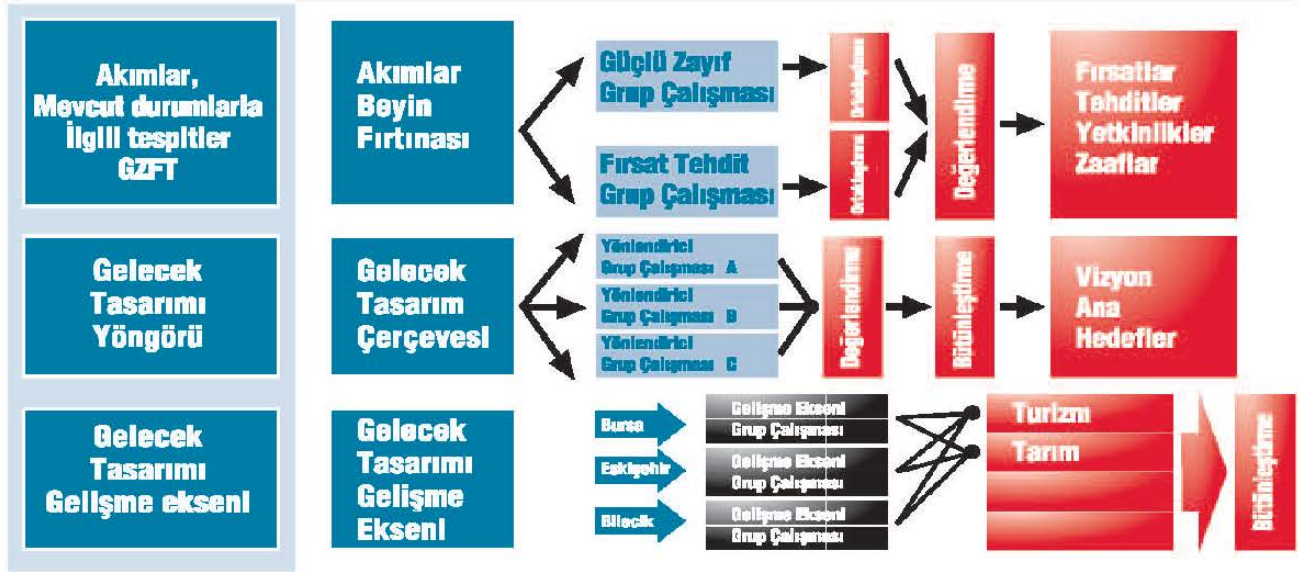 Akımlar,
Mevcut durumlarla
İlgili tespitler
GZFT
Akımlar
Beyin
Fırtınası
Güçlü Zayıf
Grup Çalışması
Fırsat Tehdit
Grup Çalışması
Ortaklaştırma
Ortaklaştırma
Değerlendirme
Fırsatlar
Tehditler
Yetkinlikler
Zaaflar
Gelecek
Tasarımı
Yöngörü
Gelecek
Tasarım
Çerçevesi
Yönlendirici
Grup Çalışması A
Yönlendirici
Grup Çalışması B
Yönlendirici
Grup Çalışması C
Değerlendirme
Bütünleştirme
Vizyon
Ana
Hedefler
Gelecek
Tasarımı
Gelişme ekseni
Gelecek
Tasarımı
Gelişme
Ekseni
Bursa
Eskişehir
Bilecik
Gelişme Ekseni
Grup Çalışması
Gelişme Ekseni
Grup Çalışması
Gelişme Ekseni
Grup Çalışması
Turizm
Tarım
Bütünleştirme